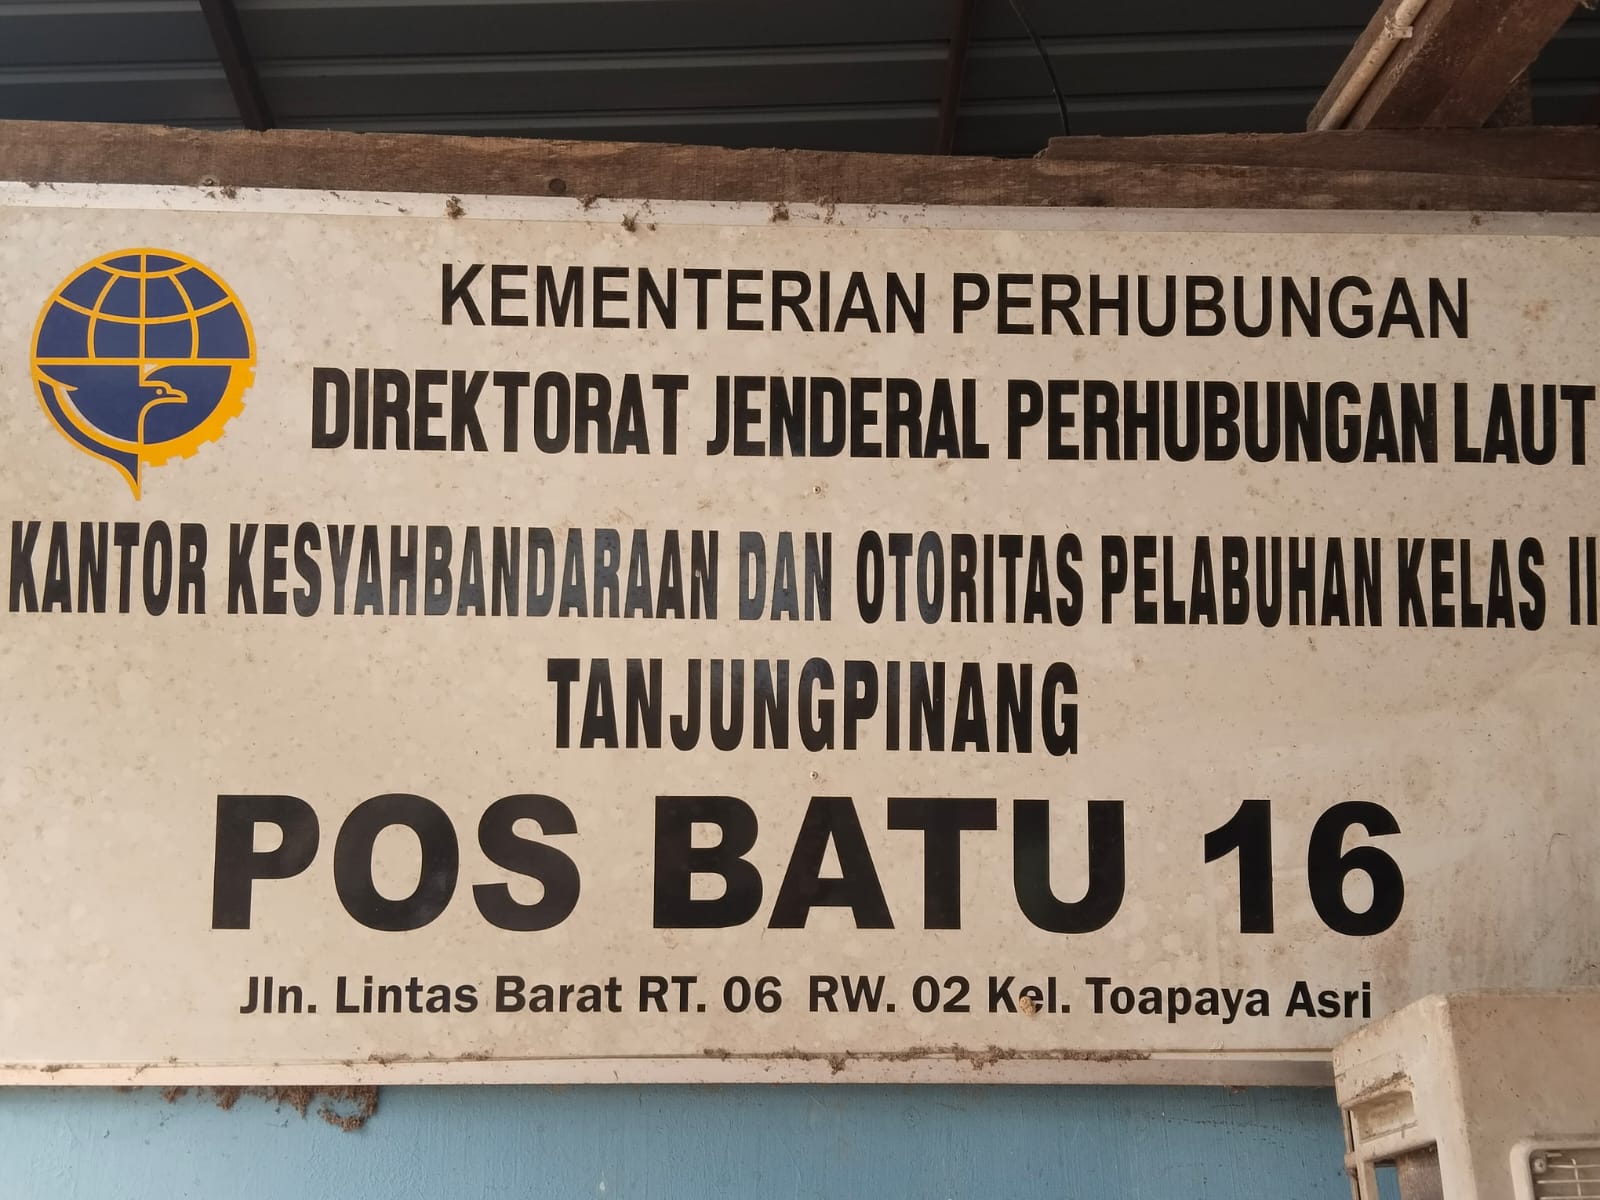 KEMENTERIAN PERHUBUNGAN
DIREKTORAT JENDERAL PERHUBUNGAN LAUT
KANTOR KESYAHBANDARAAN DAN OTORITAS PELABUHAN KELAS II
TANJUNGPINANG
POS BATU 16
Jln. Lintas Barat RT. 06 RW. 02 Kel. Toapaya Asri